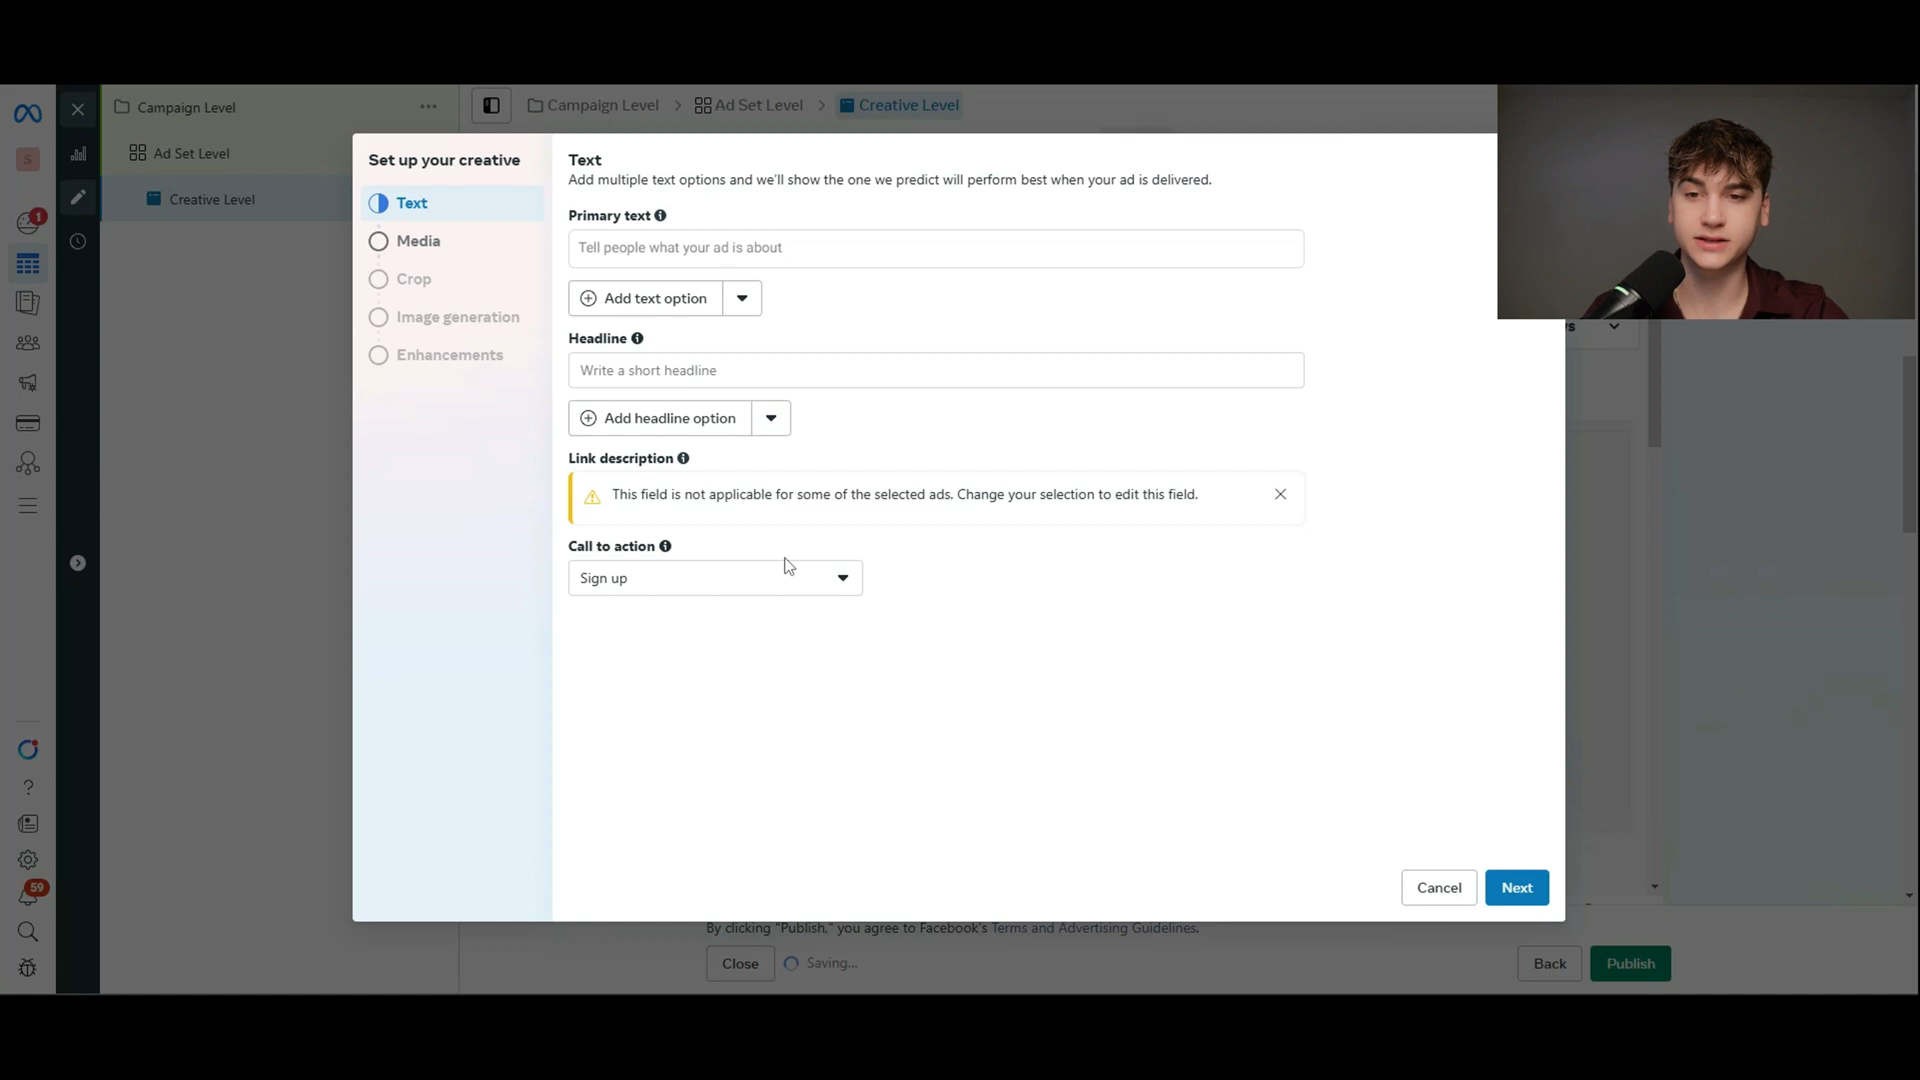 Campaign Level
Campaign Level
Ad Set Level
Creative Level
S
Ad Set Level
Set up your creative
Text
Add multiple text options and we'll show the one we predict will perform best when your ad is delivered.
Text
Creative Level
1
Primary text
Media
Tell people what your ad is about
Crop
Add text option
Image generation
Headline
Enhancements
Write a short headline
Add headline option
Link description
This field is not applicable for some of the selected ads. Change your selection to edit this field.
Call to action
Sign up
Cancel
Next
59
By clicking "Publish," you agree to Facebook's Terms and Advertising Guidelines.
Close
Saving...
Back
Publish